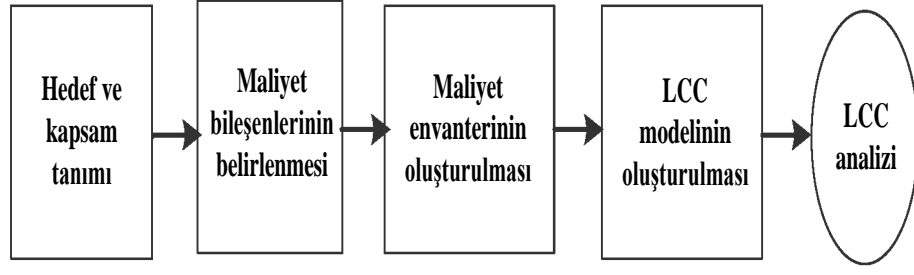 Hedef ve
kapsam
tanımı
Maliyet
bileşenlerinin
belirlenmesi
Maliyet
envanterinin
oluşturulması
LCC
modelinin
oluşturulması
LCC
analizi